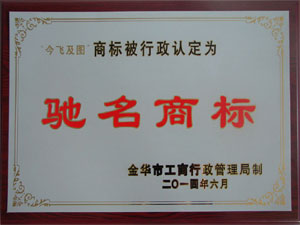 “今飞及图”商标被行政认定为
驰名商标
金华市工商行政管理局制
二〇一四年六月